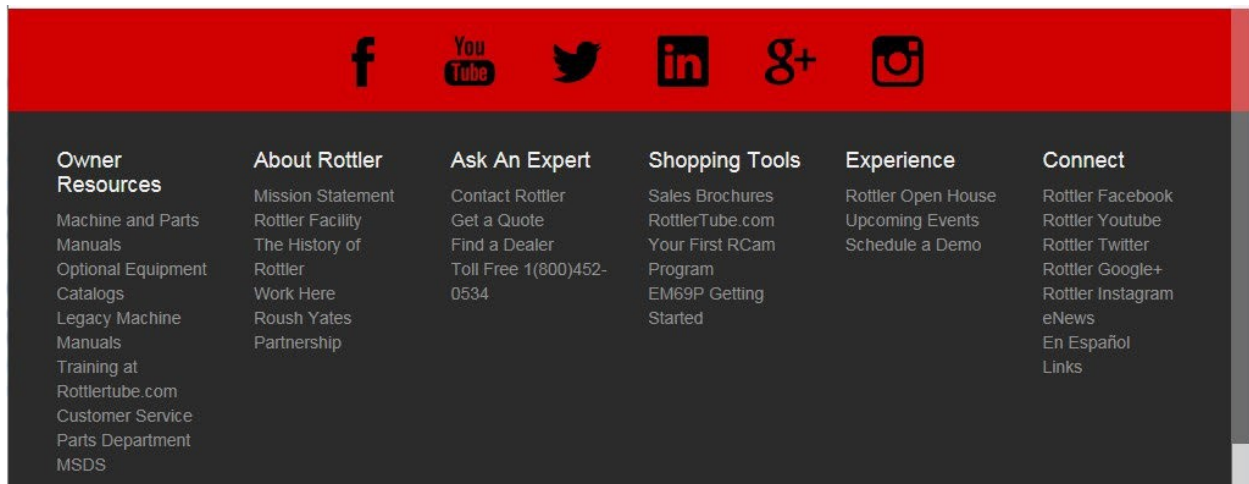 f
You
Tube
in
g+
Owner
Resources
Machine and Parts
Manuals
Optional Equipment
Catalogs
Legacy Machine
Manuals
Training at
Rottlertube.com
Customer Service
Parts Department
MSDS
About Rottler
Mission Statement
Rottler Facility
The History of
Rottler
Work Here
Roush Yates
Partnership
Ask An Expert
Contact Rottler
Get a Quote
Find a Dealer
Toll Free 1(800)452-
0534
Shopping Tools
Sales Brochures
RottlerTube.com
Your First RCam
Program
EM69P Getting
Started
Experience
Rottler Open House
Upcoming Events
Schedule a Demo
Connect
Rottler Facebook
Rottler Youtube
Rottler Twitter
Rottler Google+
Rottler Instagram
eNews
En Español
Links